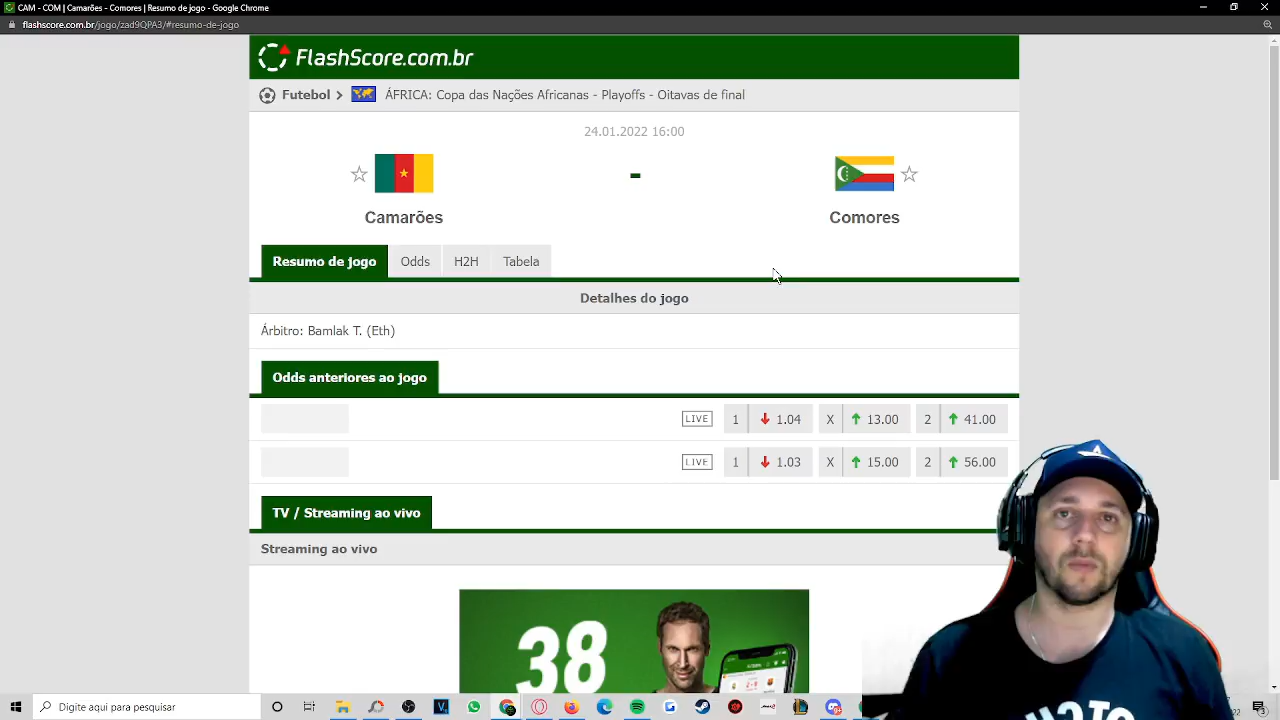 CAM - COM | Camarões - Comores | Resumo de jogo - Google Chrome
flashscore.com.br/jogo/zad9QPA3/#resumo-de-jogo
FlashScore.com.br
Futebol > ÁFRICA: Copa das Nações Africanas - Playoffs - Oitavas de final
24.01.2022 16:00
-
Camarões Comores
Resumo de jogo Odds H2H Tabela
Detalhes do jogo
Árbitro: Bamlak T. (Eth)
Odds anteriores ao jogo
LIVE 1 1.04 X 13.00 2 41.00
LIVE 1 1.03 X 15.00 2 56.00
TV / Streaming ao vivo
Streaming ao vivo
38
Digite aqui para pesquisar